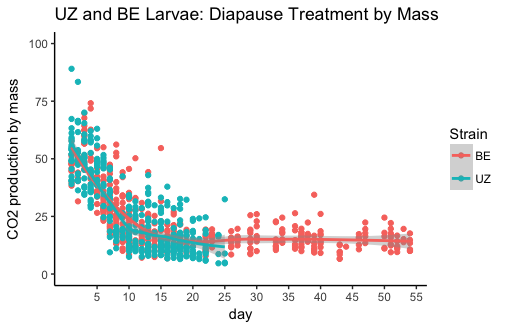 UZ and BE Larvae: Diapause Treatment by Mass
100
75
50
25
0
CO2 production by mass
5 10 15 20 25 30 35 40 45 50 55
day
Strain
BE
UZ